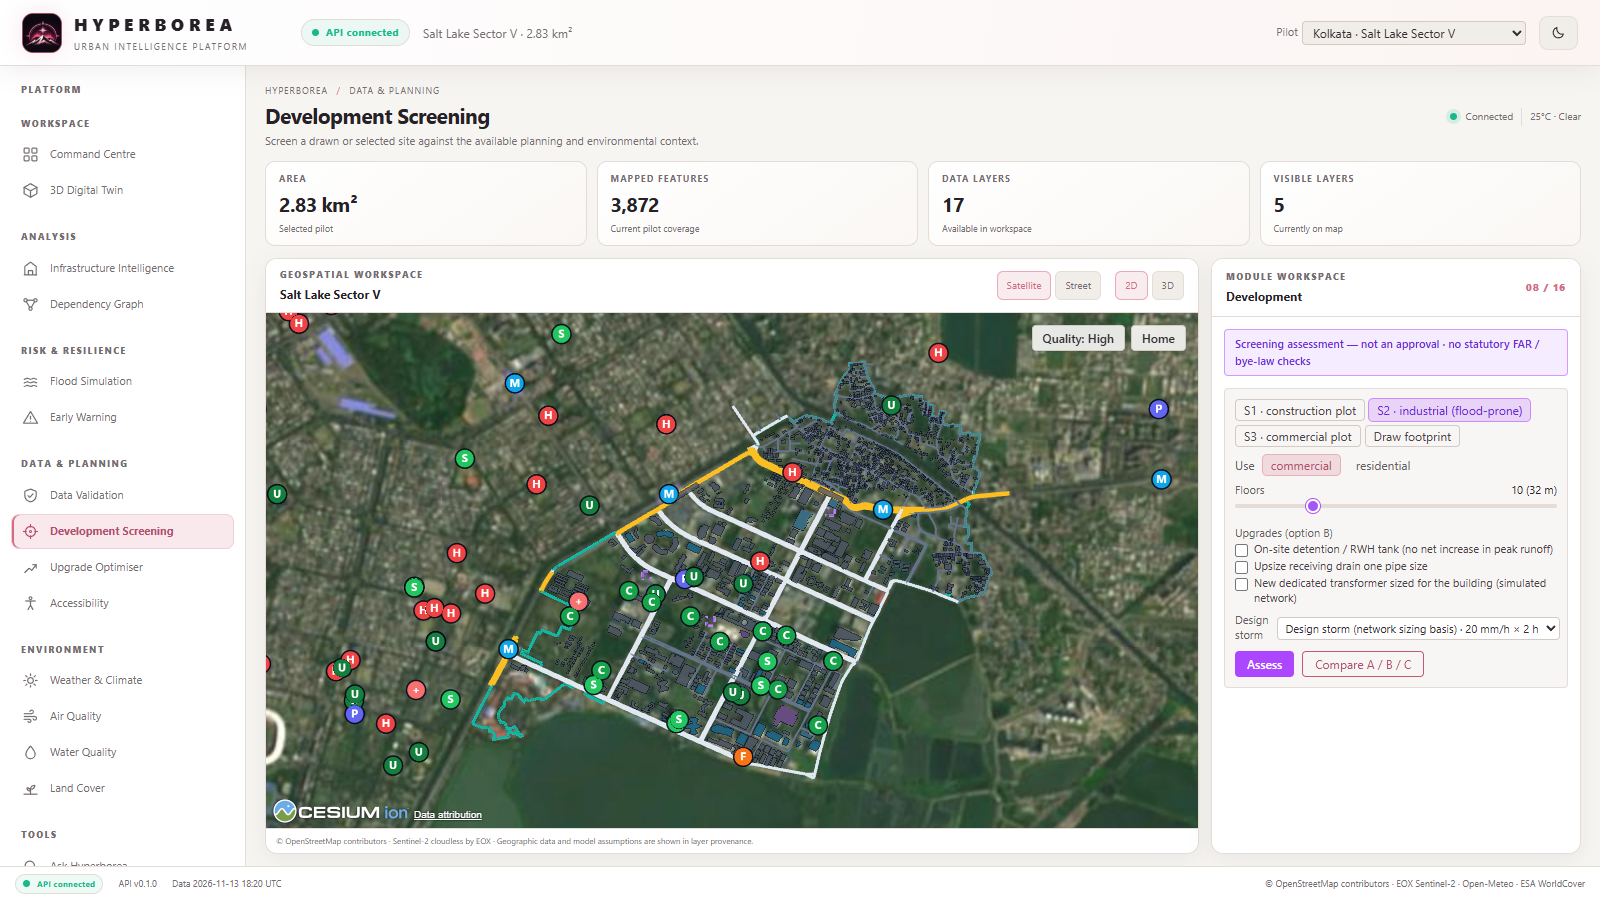 HYPERBOREA
URBAN INTELLIGENCE PLATFORM
API connected
Salt Lake Sector V · 2.83 km²
Pilot
Kolkata · Salt Lake Sector V
PLATFORM
WORKSPACE
Command Centre
3D Digital Twin
ANALYSIS
Infrastructure Intelligence
Dependency Graph
RISK & RESILIENCE
Flood Simulation
Early Warning
DATA & PLANNING
Data Validation
Development Screening
Upgrade Optimiser
Accessibility
ENVIRONMENT
Weather & Climate
Air Quality
Water Quality
Land Cover
TOOLS
Ask Hyperborea
HYPERBOREA / DATA & PLANNING
Development Screening
Screen a drawn or selected site against the available planning and environmental context.
Connected
25°C · Clear
AREA
2.83 km²
Selected pilot
MAPPED FEATURES
3,872
Current pilot coverage
DATA LAYERS
17
Available in workspace
VISIBLE LAYERS
5
Currently on map
GEOSPATIAL WORKSPACE
Salt Lake Sector V
Satellite
Street
2D
3D
Quality: High
Home
CESIUM ion
Data attribution
© OpenStreetMap contributors · Sentinel-2 cloudless by EOX · Geographic data and model assumptions are shown in layer provenance.
MODULE WORKSPACE
Development
08 / 16
Screening assessment — not an approval · no statutory FAR /
bye-law checks
S1 · construction plot
S2 · industrial (flood-prone)
S3 · commercial plot
Draw footprint
Use
commercial
residential
Floors
10 (32 m)
Upgrades (option B)
On-site detention / RWH tank (no net increase in peak runoff)
Upsize receiving drain one pipe size
New dedicated transformer sized for the building (simulated
network)
Design
storm
Design storm (network sizing basis) · 20 mm/h × 2 h
Assess
Compare A / B / C
API connected
API v0.1.0
Data 2026-11-13 18:20 UTC
© OpenStreetMap contributors · EOX Sentinel-2 · Open-Meteo · ESA WorldCover